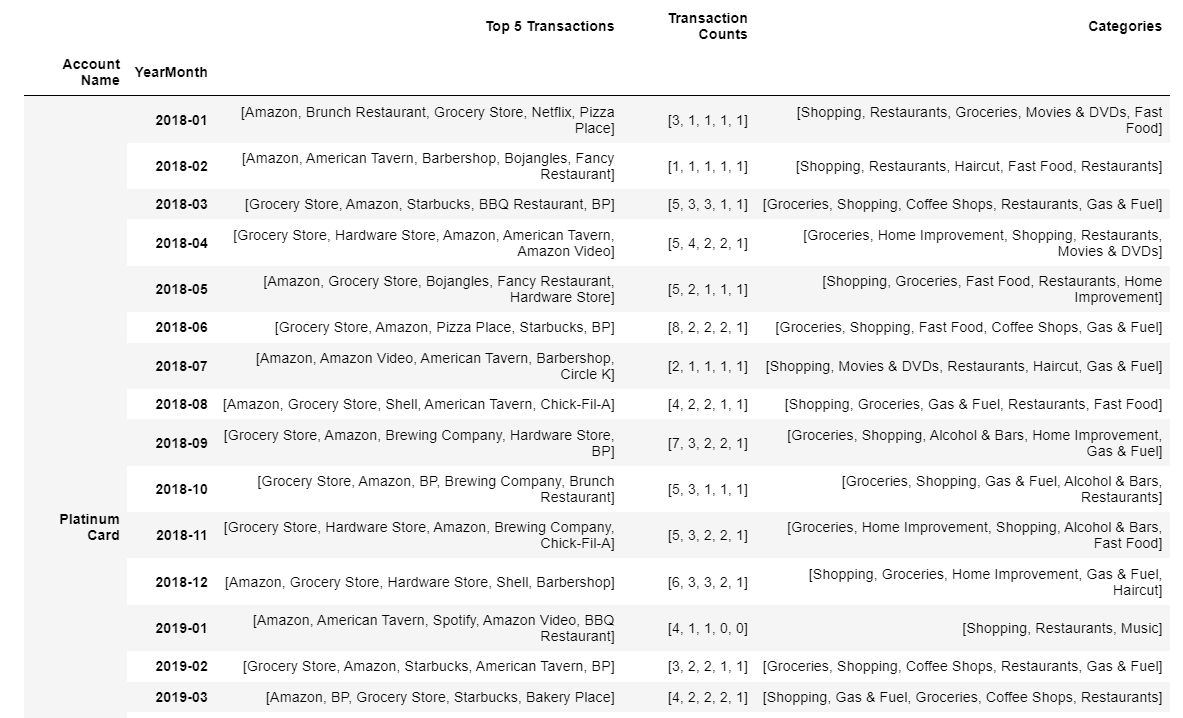 Top 5 Transactions Transaction Counts Categories
Account Name YearMonth
Platinum Card
2018-01 [Amazon, Brunch Restaurant, Grocery Store, Netflix, Pizza Place] [3, 1, 1, 1, 1] [Shopping, Restaurants, Groceries, Movies & DVDs, Fast Food]
2018-02 [Amazon, American Tavern, Barbershop, Bojangles, Fancy Restaurant] [1, 1, 1, 1, 1] [Shopping, Restaurants, Haircut, Fast Food, Restaurants]
2018-03 [Grocery Store, Amazon, Starbucks, BBQ Restaurant, BP] [5, 3, 3, 1, 1] [Groceries, Shopping, Coffee Shops, Restaurants, Gas & Fuel]
2018-04 [Grocery Store, Hardware Store, Amazon, American Tavern, Amazon Video] [5, 4, 2, 2, 1] [Groceries, Home Improvement, Shopping, Restaurants, Movies & DVDs]
2018-05 [Amazon, Grocery Store, Bojangles, Fancy Restaurant, Hardware Store] [5, 2, 1, 1, 1] [Shopping, Groceries, Fast Food, Restaurants, Home Improvement]
2018-06 [Grocery Store, Amazon, Pizza Place, Starbucks, BP] [8, 2, 2, 2, 1] [Groceries, Shopping, Fast Food, Coffee Shops, Gas & Fuel]
2018-07 [Amazon, Amazon Video, American Tavern, Barbershop, Circle K] [2, 1, 1, 1, 1] [Shopping, Movies & DVDs, Restaurants, Haircut, Gas & Fuel]
2018-08 [Amazon, Grocery Store, Shell, American Tavern, Chick-Fil-A] [4, 2, 2, 1, 1] [Shopping, Groceries, Gas & Fuel, Restaurants, Fast Food]
2018-09 [Grocery Store, Amazon, Brewing Company, Hardware Store, BP] [7, 3, 2, 2, 1] [Groceries, Shopping, Alcohol & Bars, Home Improvement, Gas & Fuel]
2018-10 [Grocery Store, Amazon, BP, Brewing Company, Brunch Restaurant] [5, 3, 1, 1, 1] [Groceries, Shopping, Gas & Fuel, Alcohol & Bars, Restaurants]
2018-11 [Grocery Store, Hardware Store, Amazon, Brewing Company, Chick-Fil-A] [5, 3, 2, 2, 1] [Groceries, Home Improvement, Shopping, Alcohol & Bars, Fast Food]
2018-12 [Amazon, Grocery Store, Hardware Store, Shell, Barbershop] [6, 3, 3, 2, 1] [Shopping, Groceries, Home Improvement, Gas & Fuel, Haircut]
2019-01 [Amazon, American Tavern, Spotify, Amazon Video, BBQ Restaurant] [4, 1, 1, 0, 0] [Shopping, Restaurants, Music]
2019-02 [Grocery Store, Amazon, Starbucks, American Tavern, BP] [3, 2, 2, 1, 1] [Groceries, Shopping, Coffee Shops, Restaurants, Gas & Fuel]
2019-03 [Amazon, BP, Grocery Store, Starbucks, Bakery Place] [4, 2, 2, 2, 1] [Shopping, Gas & Fuel, Groceries, Coffee Shops, Restaurants]